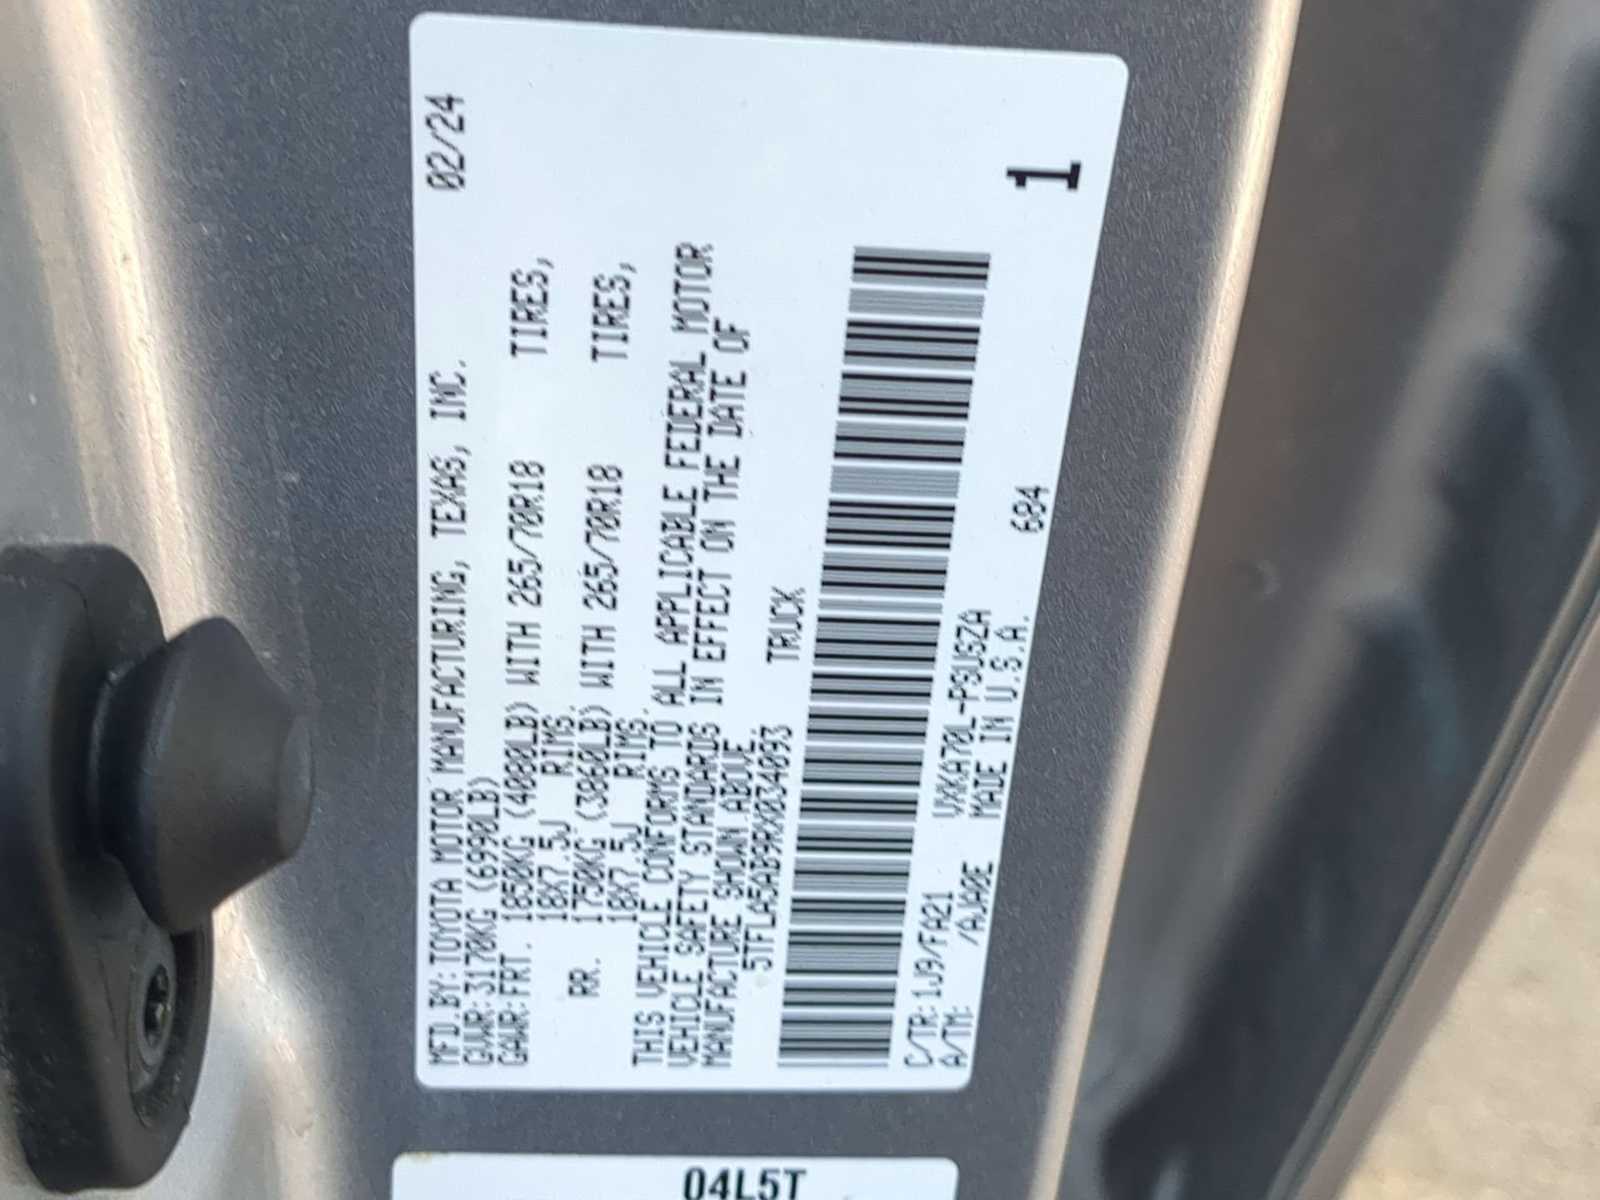 MFD.BY:TOYOTA MOTOR MANUFACTURING, TEXAS, INC. 02/24
GVWR:3170KG (6990LB)
GAWR:FRT. 1850KG (4080LB) WITH 265/70R18 TIRES,
18X7.5J RIMS.
RR. 1750KG (3860LB) WITH 265/70R18 TIRES,
18X7.5J RIMS.
THIS VEHICLE CONFORMS TO ALL APPLICABLE FEDERAL MOTOR
VEHICLE SAFETY STANDARDS IN EFFECT ON THE DATE OF
MANUFACTURE SHOWN ABOVE.
5TFLA5AB9RX034093 TRUCK
1
C/TR:1J9/FA21 VXKA70L-PSUSZA
A/TM: /AJA0E MADE IN U.S.A. 684
04L5T